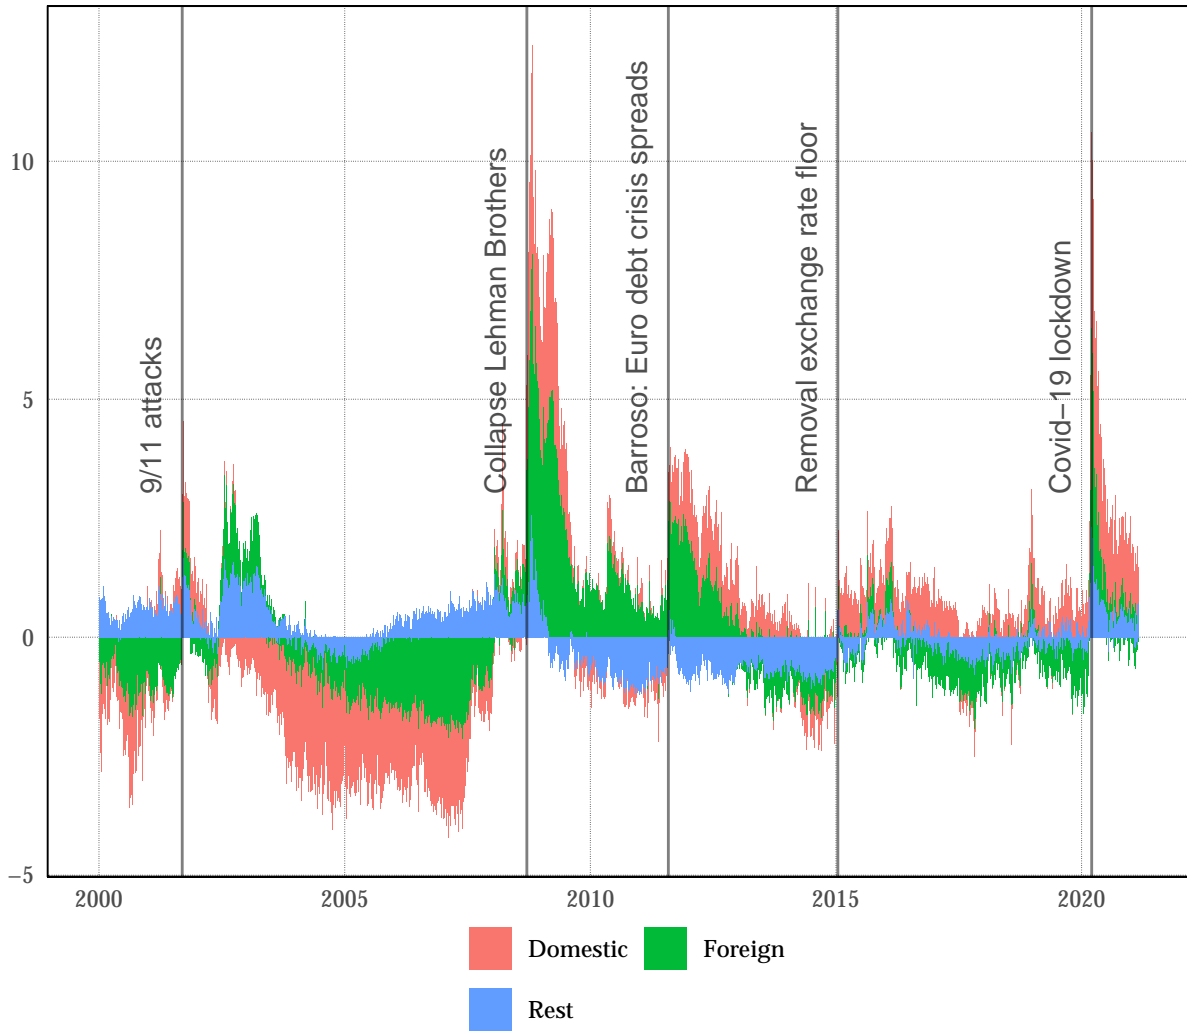 10
5
0
−5
9/11 attacks
Collapse Lehman Brothers
Barroso: Euro debt crisis spreads
Removal exchange rate floor
Covid−19 lockdown
2000 2005 2010 2015 2020
Domestic Foreign
Rest